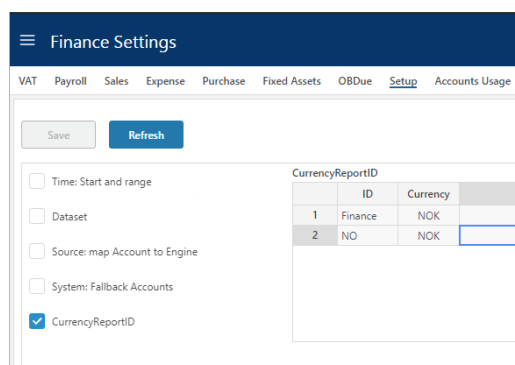 Finance Settings
VAT Payroll Sales Expense Purchase Fixed Assets OBDue Setup Accounts Usage
Save Refresh
Time: Start and range
Dataset
Source: map Account to Engine
System: Fallback Accounts
CurrencyReportID
CurrencyReportID
ID Currency
1 Finance NOK
2 NO NOK